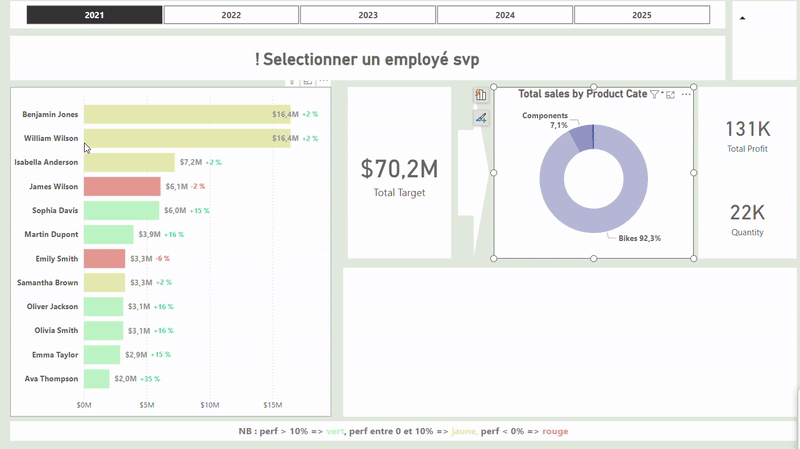 2021 2022 2023 2024 2025
! Selectionner un employé svp
Benjamin Jones $16,4M +2 %
William Wilson $16,4M +2 %
Isabella Anderson $7,2M +2 %
James Wilson $6,1M -2 %
Sophia Davis $6,0M +15 %
Martin Dupont $3,9M +16 %
Emily Smith $3,3M -6 %
Samantha Brown $3,3M +2 %
Oliver Jackson $3,1M +16 %
Olivia Smith $3,1M +16 %
Emma Taylor $2,9M +15 %
Ava Thompson $2,0M +35 %
$0M $5M $10M $15M
$70,2M
Total Target
Total sales by Product Cate
Components
7,1%
Bikes 92,3%
131K
Total Profit
22K
Quantity
NB : perf > 10% => vert, perf entre 0 et 10% => jaune, perf < 0% => rouge